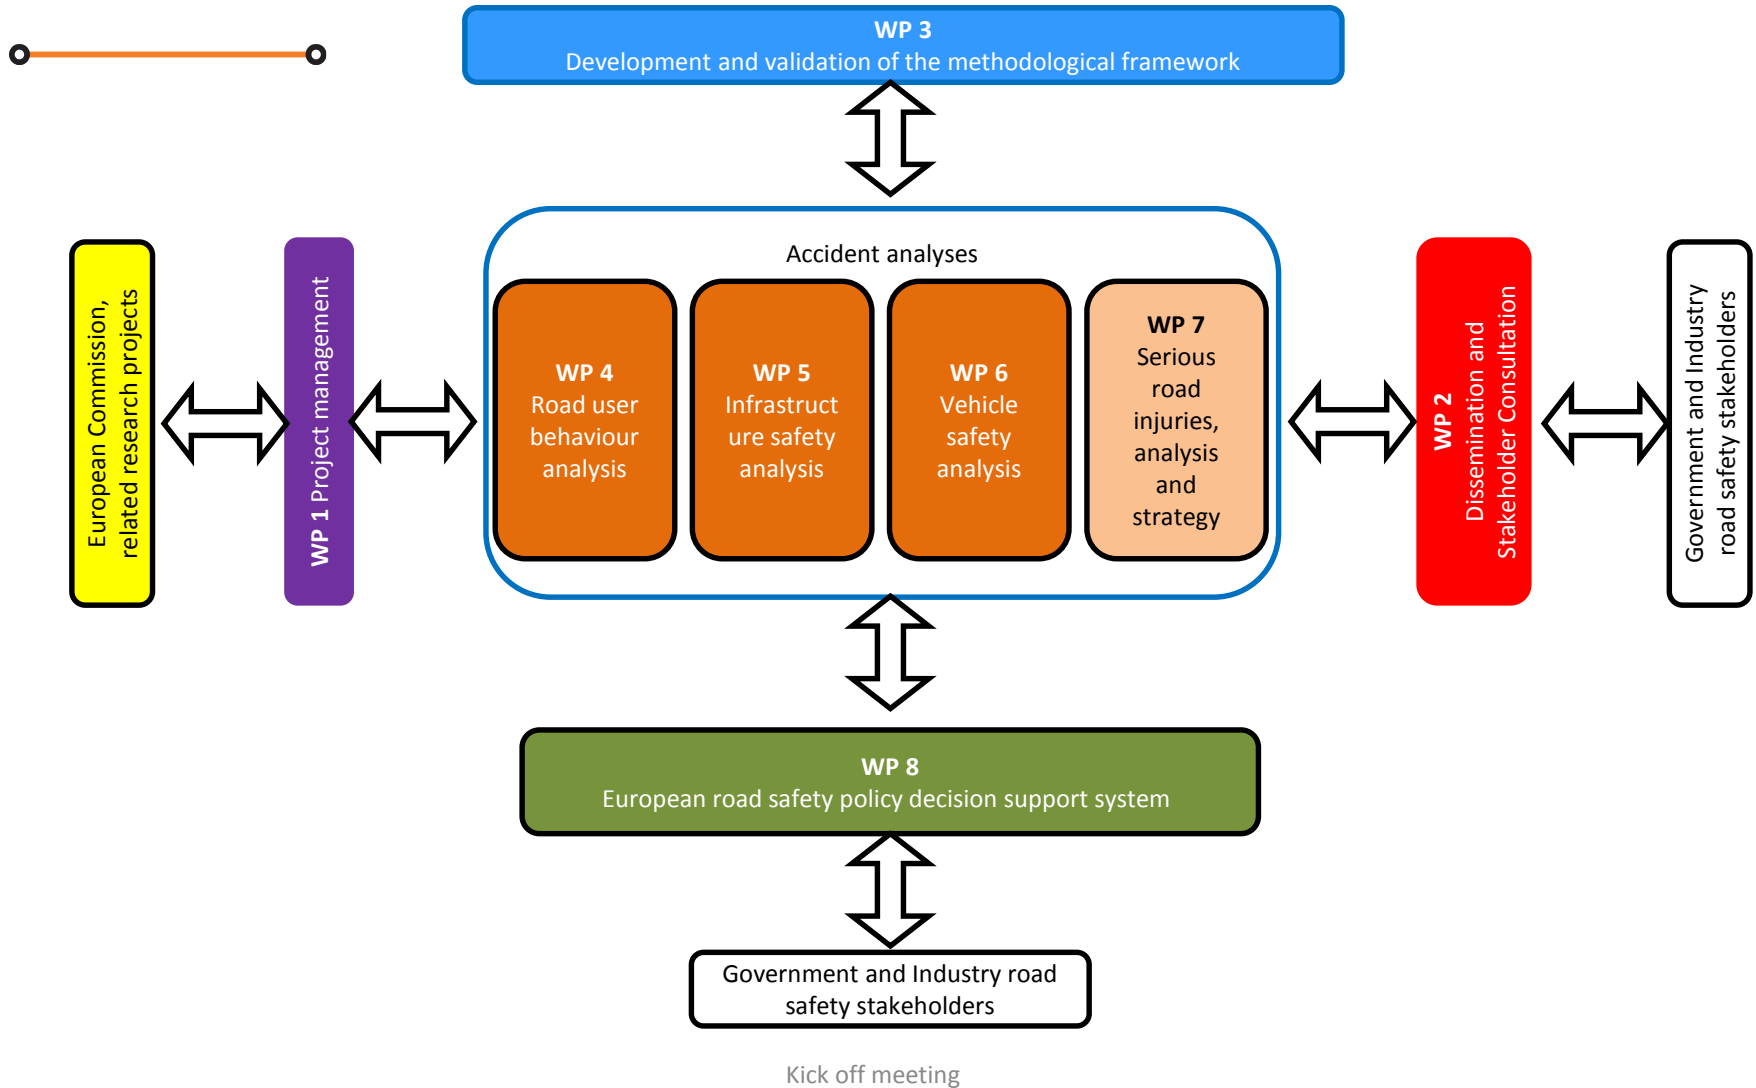 WP 3
Development and validation of the methodological framework
European Commission,
related research projects
WP 1 Project management
Accident analyses
WP 4
Road user
behaviour
analysis
WP 5
Infrastruct
ure safety
analysis
WP 6
Vehicle
safety
analysis
WP 7
Serious
road
injuries,
analysis
and
strategy
WP 2
Dissemination and
Stakeholder Consultation
Government and Industry
road safety stakeholders
WP 8
European road safety policy decision support system
Government and Industry road
safety stakeholders
Kick off meeting